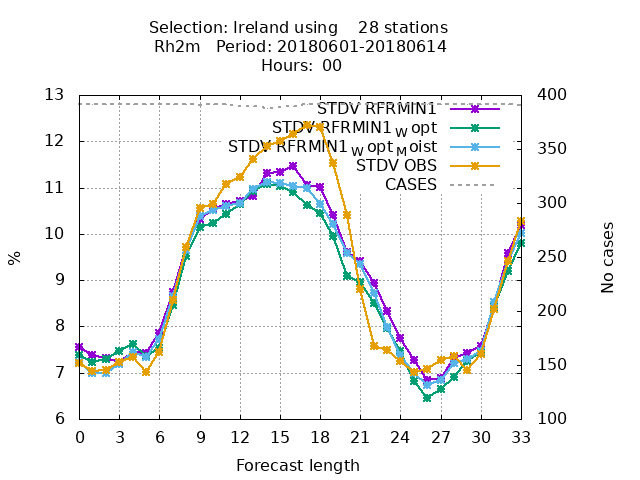 Selection: Ireland using    28 stations
Rh2m   Period: 20180601-20180614
Hours: 00
STDV RFRMIN1
STDV RFRMIN1_W opt
STDV RFRMIN1_W opt_M oist
STDV OBS
CASES
%
13
12
11
10
9
8
7
6
400
350
300
250
200
150
100
No cases
0 3 6 9 12 15 18 21 24 27 30 33
Forecast length